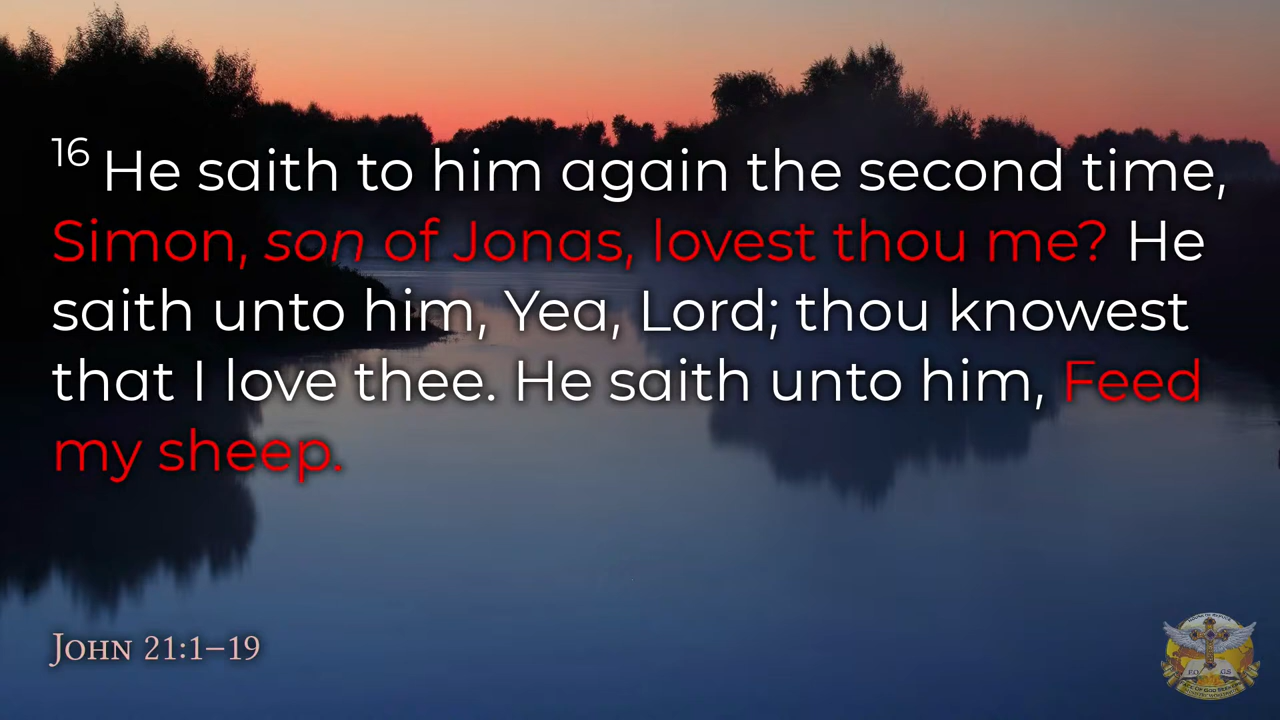 16 He saith to him again the second time,
Simon, son of Jonas, lovest thou me? He
saith unto him, Yea, Lord; thou knowest
that I love thee. He saith unto him, Feed
my sheep.
John 21:1–19